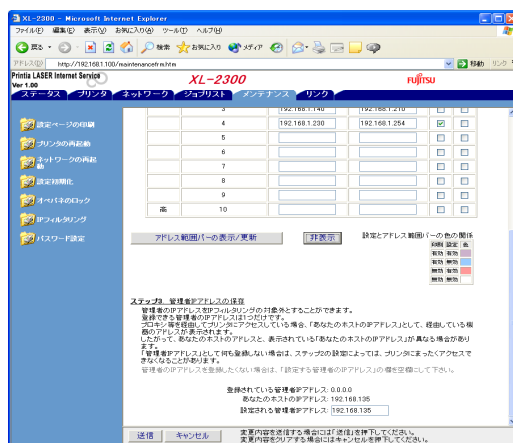 XL-2300 - Microsoft Internet Explorer
ファイル(F) 編集(E) 表示(V) お気に入り(A) ツール(T) ヘルプ(H)
戻る 検索 お気に入り メディア
アドレス(D) http://192.168.1.100/maintenancefrm.htm 移動 リンク
Printia LASER Internet Service
Ver 1.00
XL-2300
FUJITSU
ステータス プリンタ ネットワーク ジョブリスト メンテナンス リンク
設定ページの印刷
プリンタの再起動
ネットワークの再起動
設定初期化
オペパネのロック
IPフィルタリング
パスワード設定
3 192.168.1.140 192.168.1.210
4 192.168.1.230 192.168.1.254
5
6
7
8
9
高 10
アドレス範囲バーの表示/更新 非表示 設定とアドレス範囲バーの色の関係
印刷 設定 色
有効 有効
有効 無効
無効 有効
無効 無効
ステップ3 管理者IPアドレスの保存
管理者のIPアドレスをIPフィルタリングの対象外とすることができます。
登録できる管理者のIPアドレスは1つだけです。
プロキシ等を経由してプリンタにアクセスしている場合、「あなたのホストのIPアドレス」として、経由している機
器のアドレスが表示されます。
したがって、あなたのホストのアドレスと、表示されている「あなたのホストのIPアドレス」が異なる場合がありま
す。
「管理者IPアドレス」として何も登録しない場合は、ステップの設定によっては、プリンタにまったくアクセスで
きなくなることがあります。
管理者のIPアドレスを登録したくない場合は、「設定する管理者のIPアドレス」の欄を空欄にして下さい。
登録されている管理者IPアドレス: 0.0.0.0
あなたのホストのIPアドレス: 192.168.135
設定される管理者IPアドレス: 192.168.135
送信 キャンセル
変更内容を送信する場合には「送信」を押下してください。
変更内容をクリアする場合にはキャンセルを押下してください。